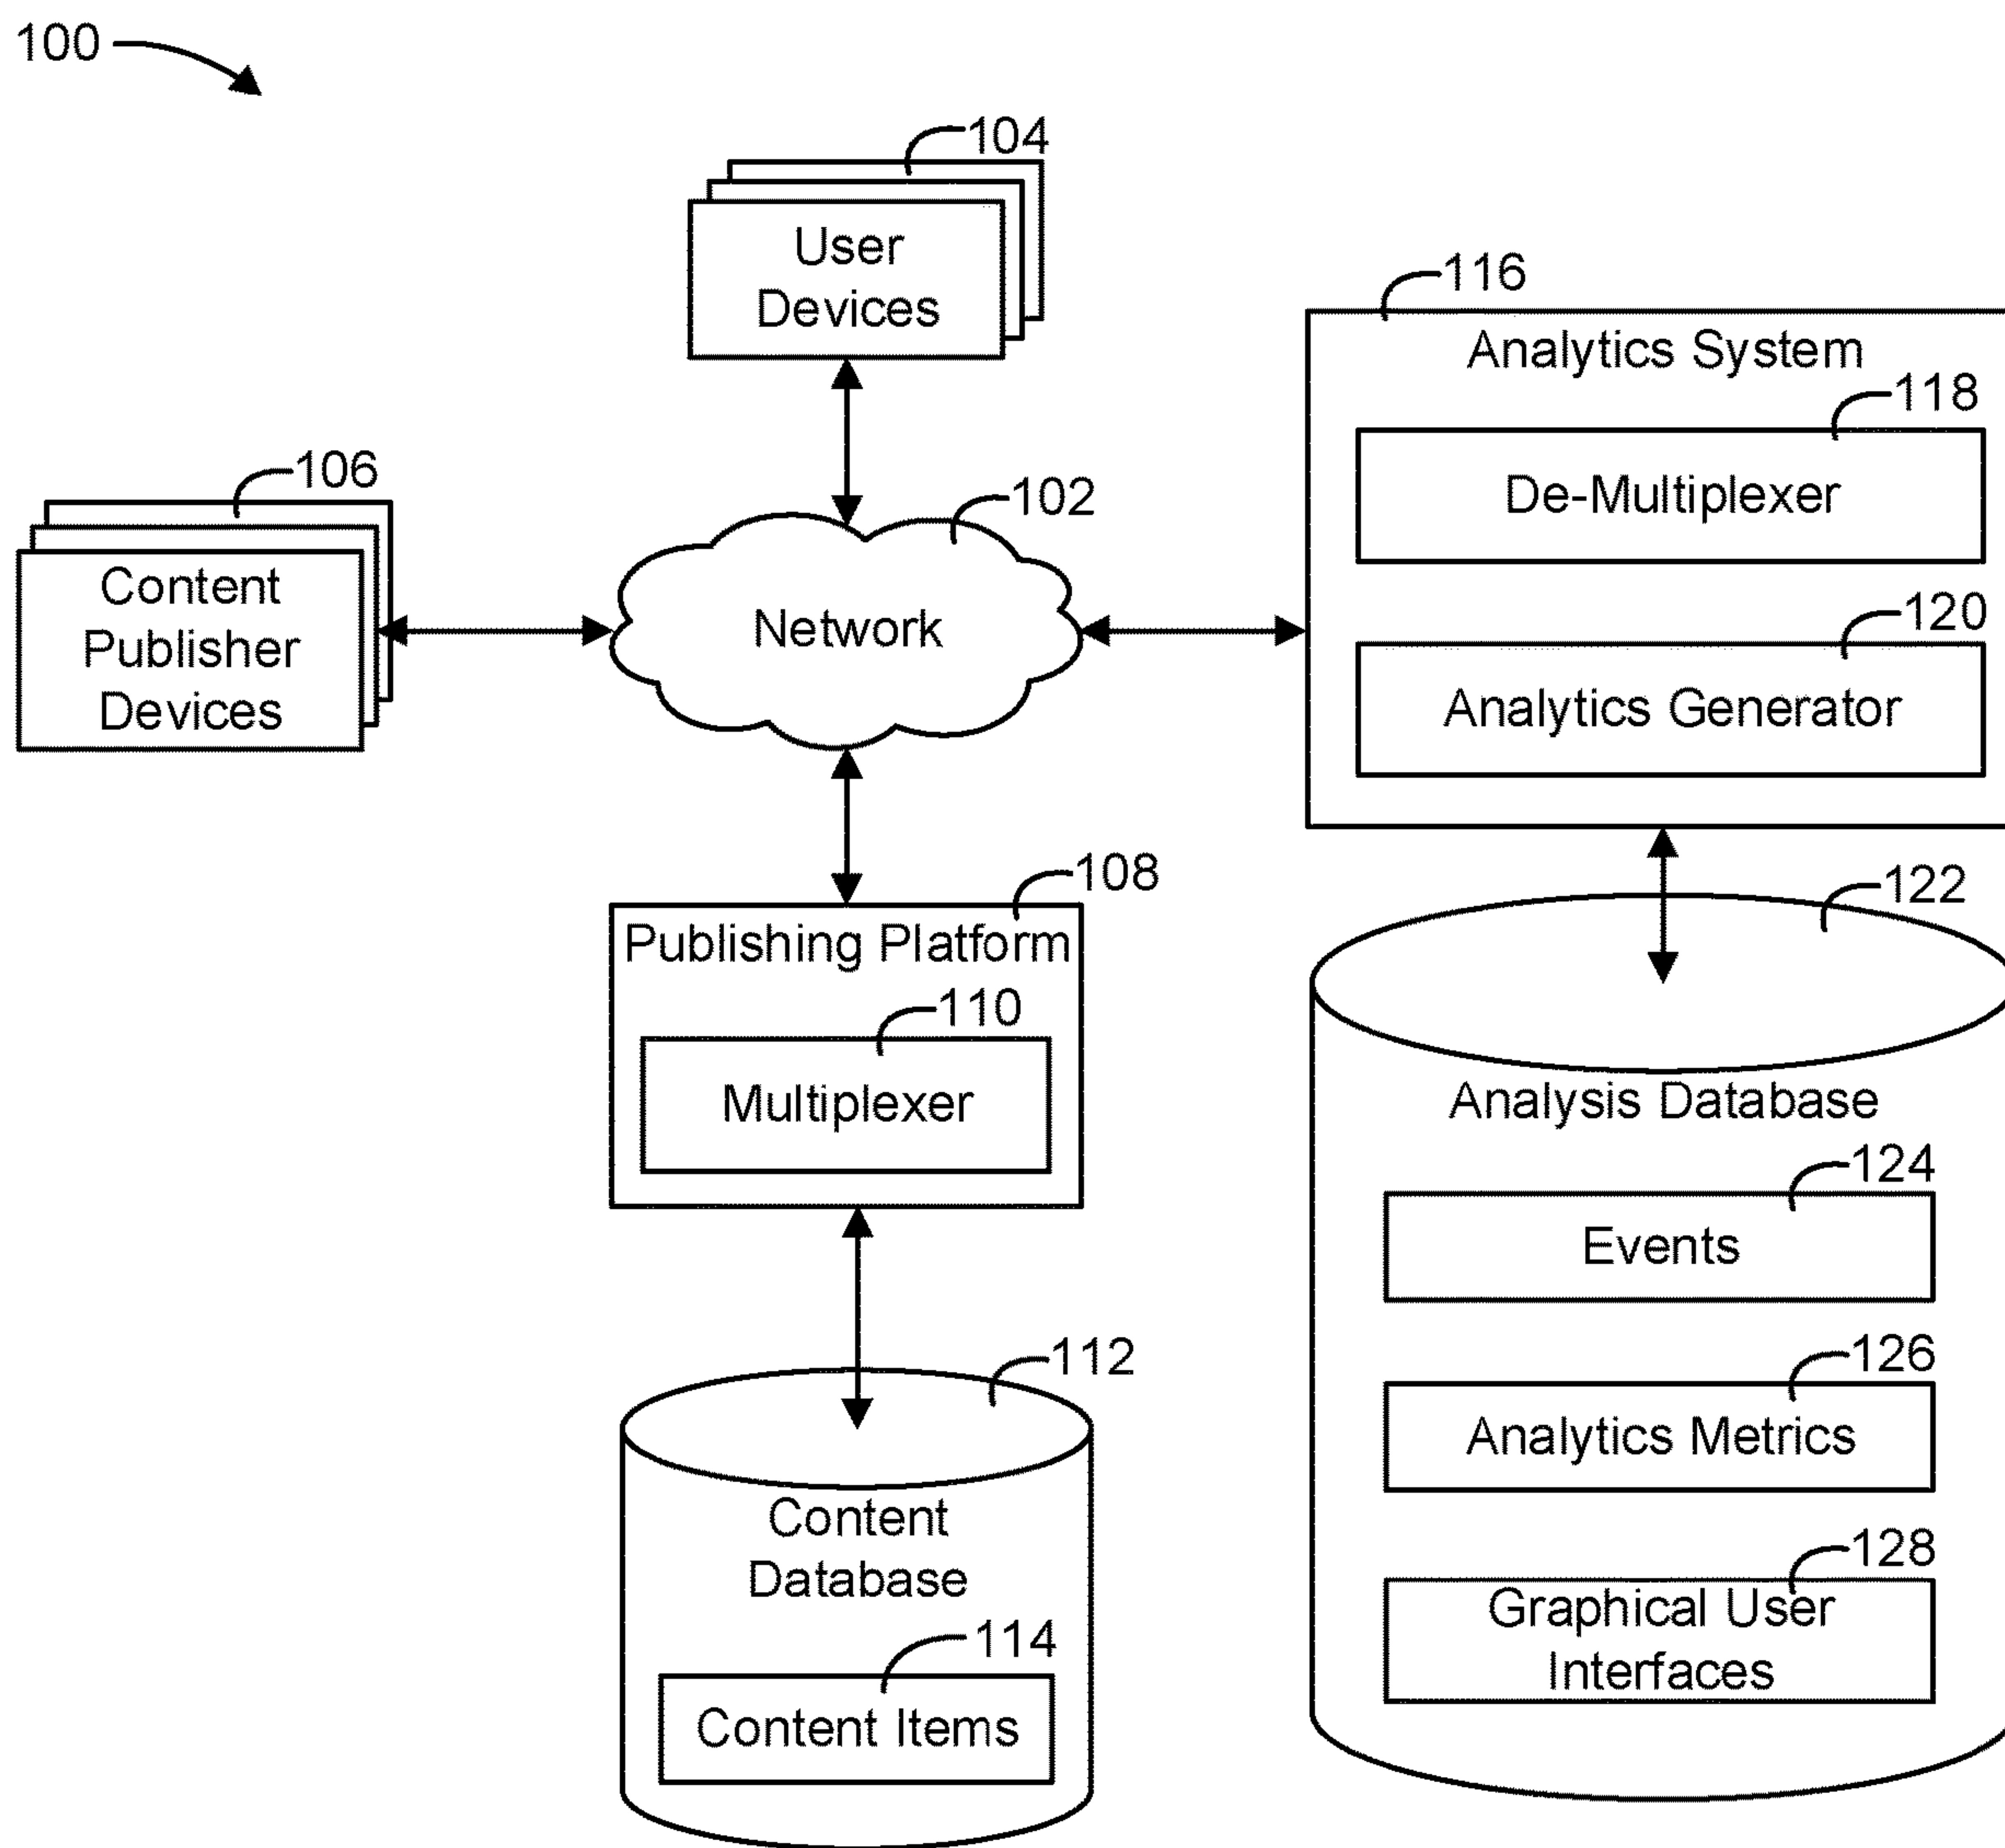 100
104
User
Devices
116
Analytics System
118
De-Multiplexer
106
Content
Publisher
Devices
102
Network
120
Analytics Generator
108
Publishing Platform
110
Multiplexer
122
Analysis Database
124
Events
112
Content
Database
126
Analytics Metrics
114
Content Items
128
Graphical User
Interfaces